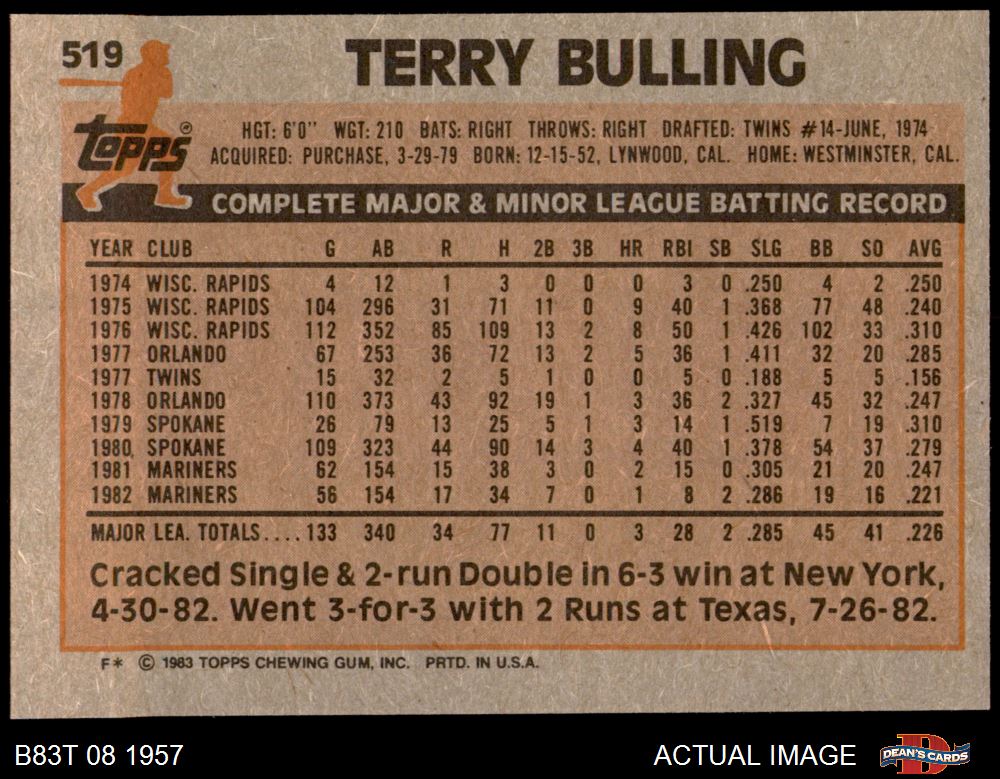 519 TERRY BULLING
Topps®
HGT: 6'0" WGT: 210 BATS: RIGHT THROWS: RIGHT DRAFTED: TWINS #14-JUNE, 1974
ACQUIRED: PURCHASE, 3-29-79 BORN: 12-15-52, LYNWOOD, CAL. HOME: WESTMINSTER, CAL.
COMPLETE MAJOR & MINOR LEAGUE BATTING RECORD
YEAR CLUB G AB R H 2B 3B HR RBI SB SLG BB SO AVG
1974 WISC. RAPIDS 4 12 1 3 0 0 0 3 0 .250 4 2 .250
1975 WISC. RAPIDS 104 296 31 71 11 0 9 40 1 .368 77 48 .240
1976 WISC. RAPIDS 112 352 85 109 13 2 8 50 1 .426 102 33 .310
1977 ORLANDO 67 253 36 72 13 2 5 36 1 .411 32 20 .285
1977 TWINS 15 32 2 5 1 0 0 5 0 .188 5 5 .156
1978 ORLANDO 110 373 43 92 19 1 3 36 2 .327 45 32 .247
1979 SPOKANE 26 79 13 25 5 1 3 14 1 .519 7 19 .310
1980 SPOKANE 109 323 44 90 14 3 4 40 1 .378 54 37 .279
1981 MARINERS 62 154 15 38 3 0 2 15 0 .305 21 20 .247
1982 MARINERS 56 154 17 34 7 0 1 8 2 .286 19 16 .221
MAJOR LEA. TOTALS....133 340 34 77 11 0 3 28 2 .285 45 41 .226
Cracked Single & 2-run Double in 6-3 win at New York,
4-30-82. Went 3-for-3 with 2 Runs at Texas, 7-26-82.
F* © 1983 TOPPS CHEWING GUM, INC. PRTD. IN U.S.A.
B83T 08 1957 ACTUAL IMAGE DEAN'S CARDS